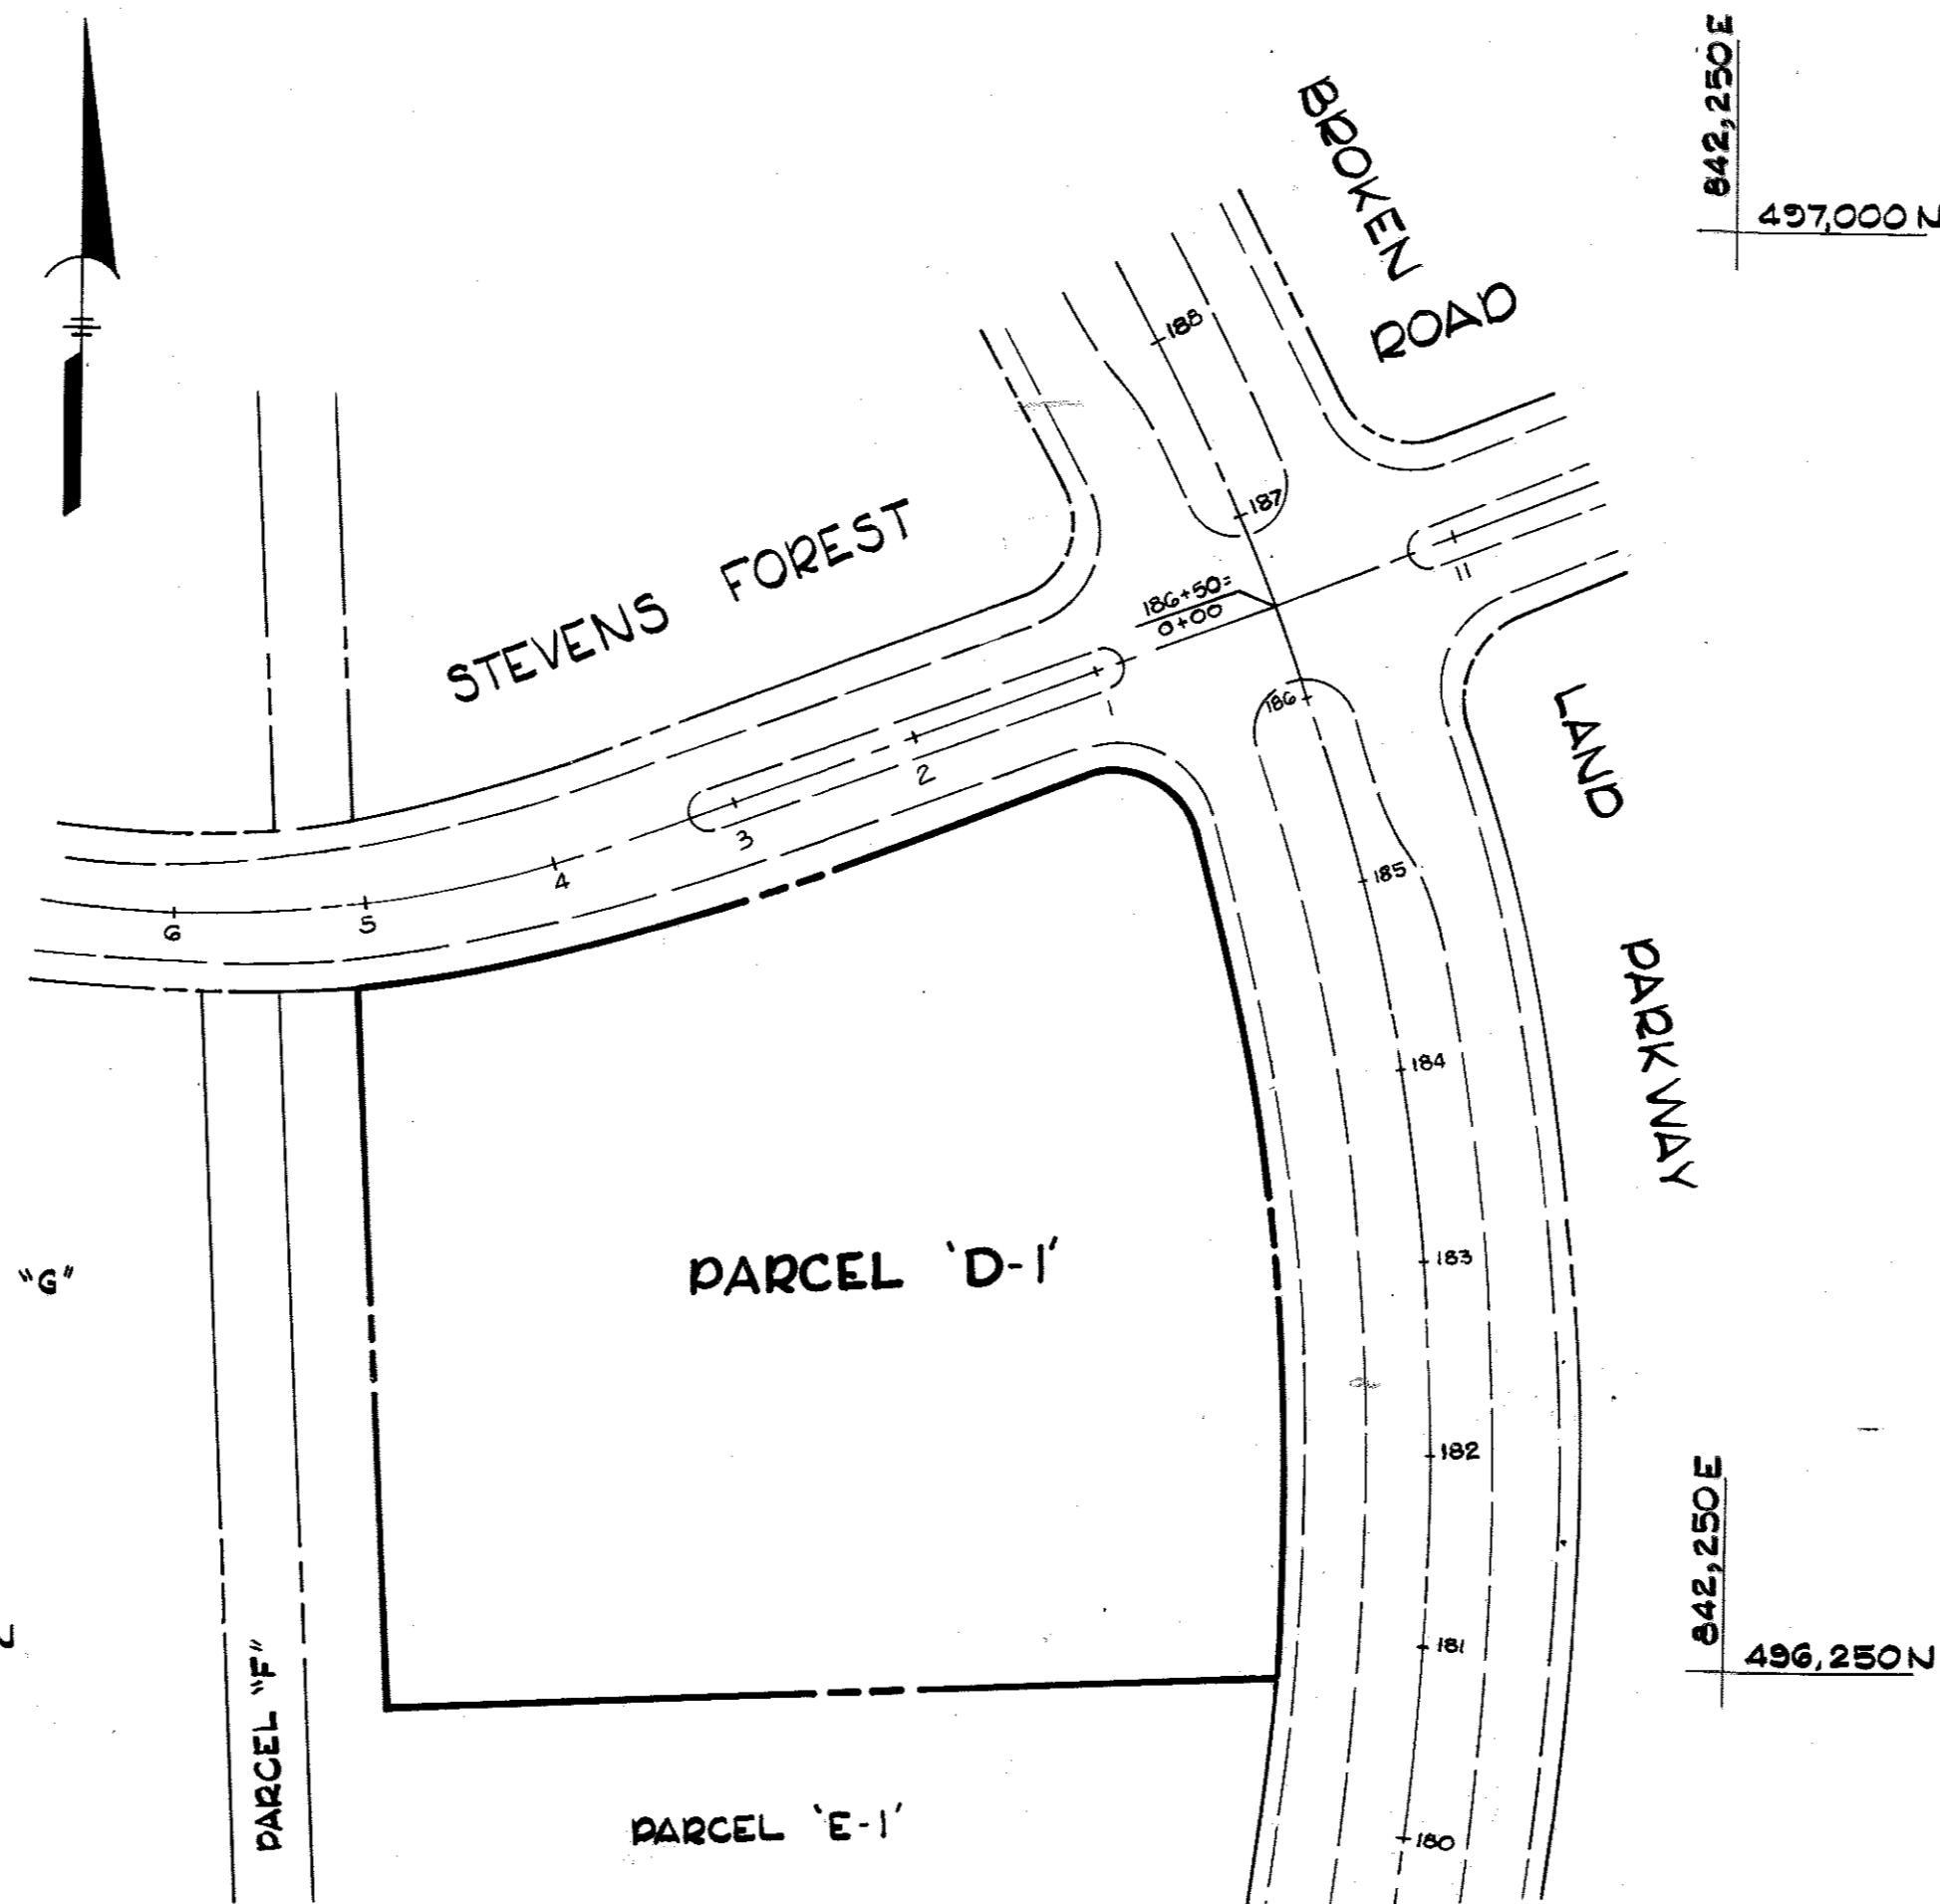 842,250E
497,000 N
BROKEN
ROAD
188
187
STEVENS FOREST
11
186+50=
0+00
186
1
2
3
4
5
6
LAND
185
PARKWAY
184
183
PARCEL 'D-1'
"G"
182
842,250E
496,250N
181
PARCEL "F"
PARCEL 'E-1'
180